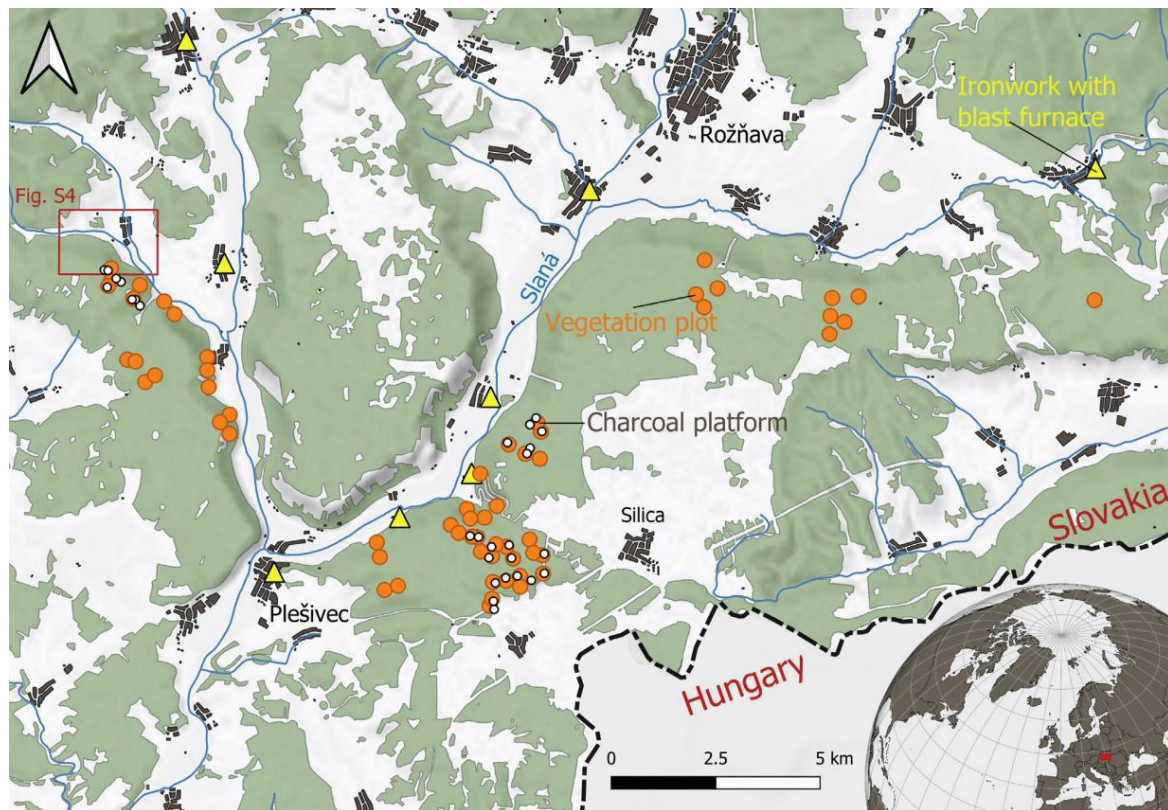 Ironwork with
blast furnace
Rožňava
Fig. S4
Slaná
Vegetation plot
Charcoal platform
Silica
Slovakia
Plešivec
Hungary
0 2.5 5 km